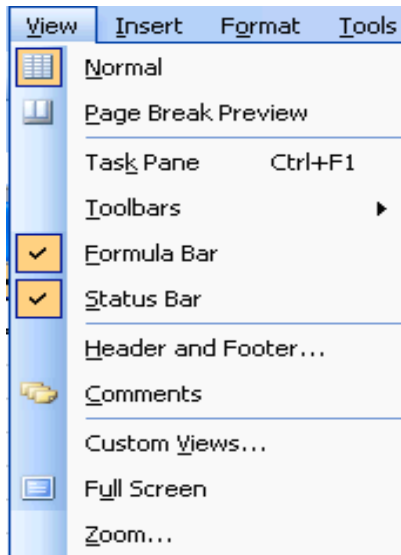 View Insert Format Tools
Normal
Page Break Preview
Task Pane Ctrl+F1
Toolbars
Formula Bar
Status Bar
Header and Footer...
Comments
Custom Views...
Full Screen
Zoom...